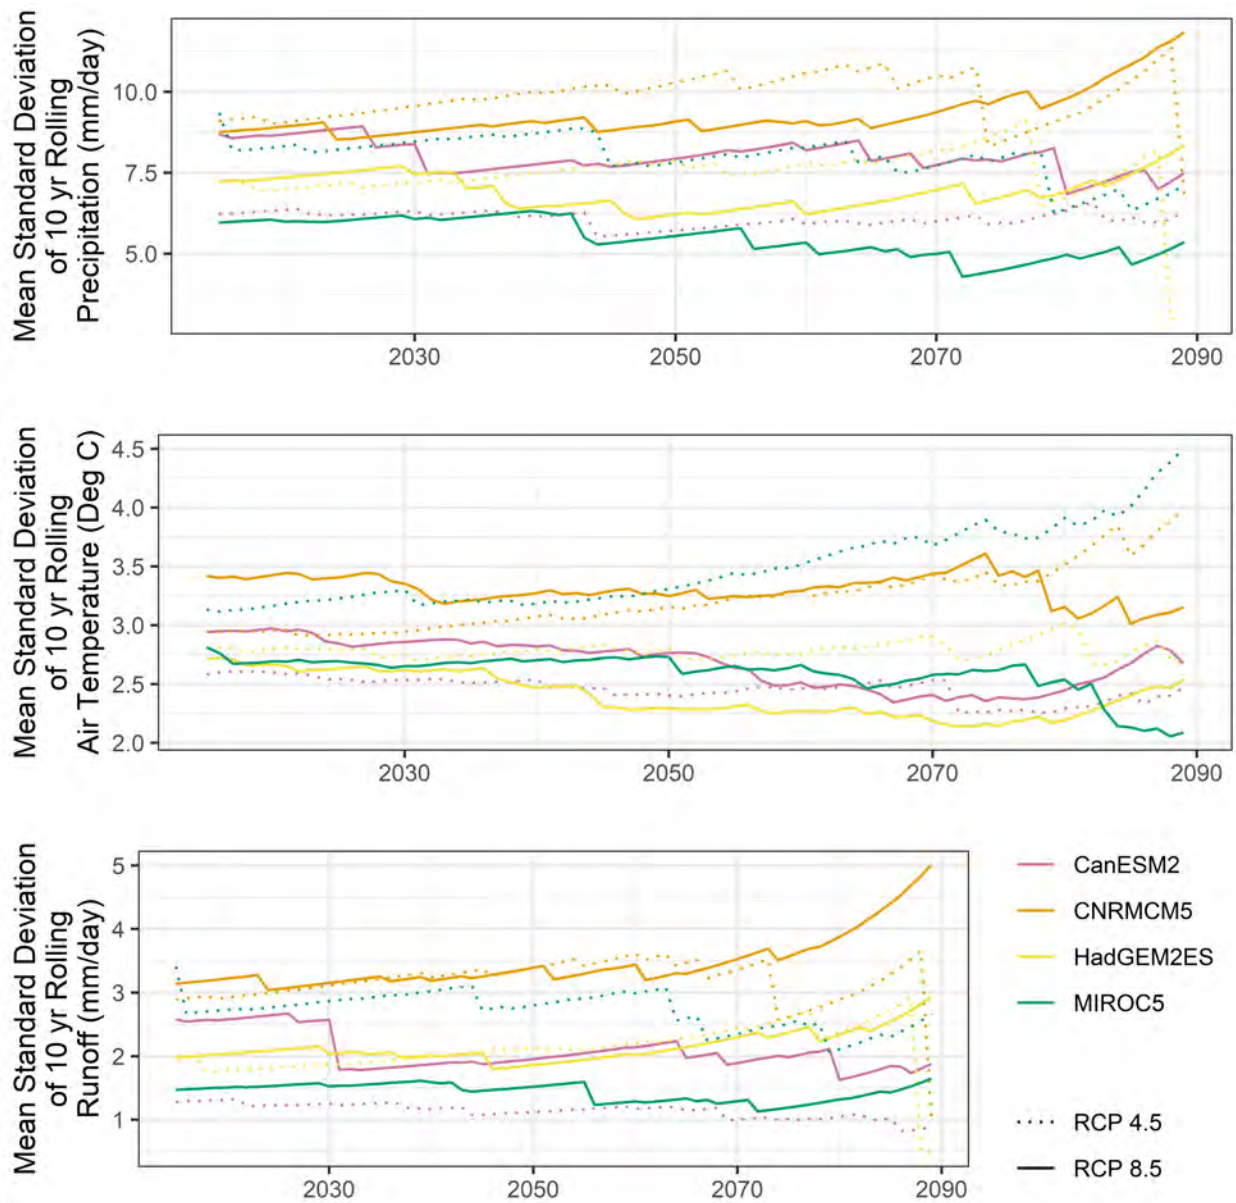 Mean Standard Deviation
of 10 yr Rolling
Precipitation (mm/day)
10.0
7.5
5.0
2030 2050 2070 2090
Mean Standard Deviation
of 10 yr Rolling
Air Temperature (Deg C)
4.5
4.0
3.5
3.0
2.5
2.0
2030 2050 2070 2090
Mean Standard Deviation
of 10 yr Rolling
Runoff (mm/day)
5
4
3
2
1
2030 2050 2070 2090
CanESM2
CNRMCM5
HadGEM2ES
MIROC5
RCP 4.5
RCP 8.5